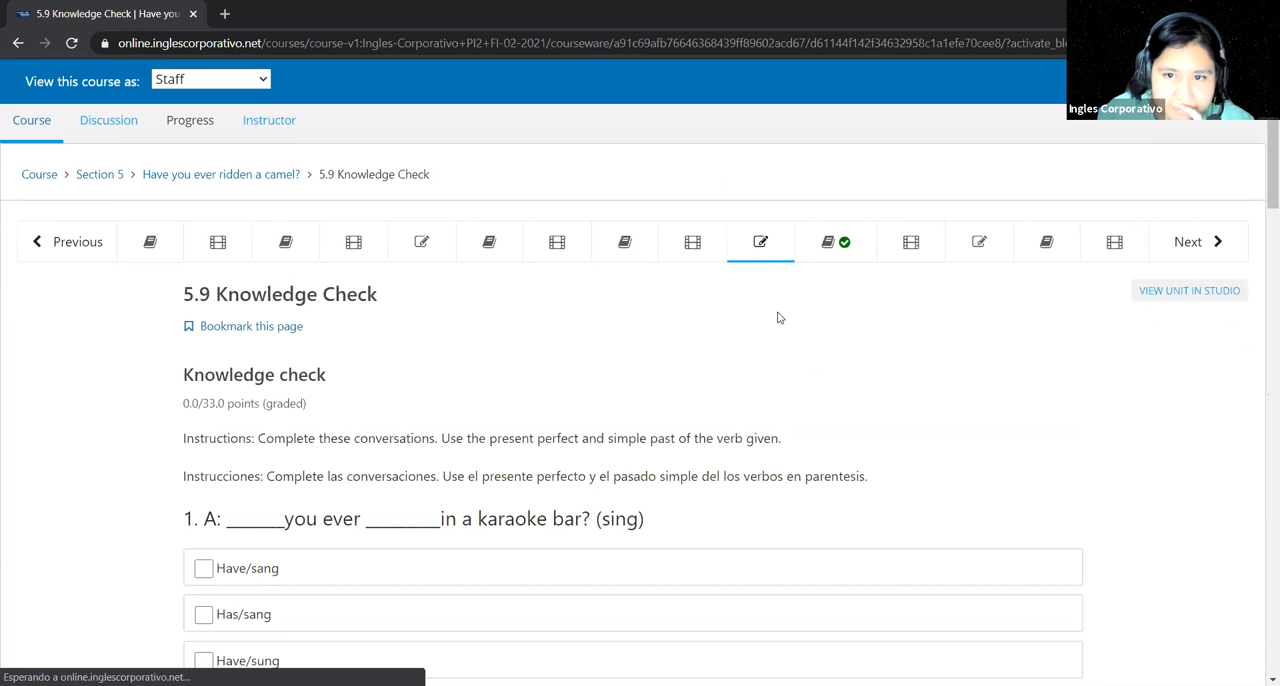 5.9 Knowledge Check | Have you
online.inglescorporativo.net/courses/course-v1:Ingles-Corporativo+PI2+FI-02-2021/courseware/a91c69afb76646368439ff89602acd67/d61144f142f34632958c1a1efe70cee8/?activate_bl
View this course as: Staff
Ingles Corporativo
Course Discussion Progress Instructor
Course > Section 5 > Have you ever ridden a camel? > 5.9 Knowledge Check
Previous Next
5.9 Knowledge Check
VIEW UNIT IN STUDIO
Bookmark this page
Knowledge check
0.0/33.0 points (graded)
Instructions: Complete these conversations. Use the present perfect and simple past of the verb given.
Instrucciones: Complete las conversaciones. Use el presente perfecto y el pasado simple del los verbos en parentesis.
1. A: _______you ever _________in a karaoke bar? (sing)
Have/sang
Has/sang
Have/sung
Esperando a online.inglescorporativo.net...